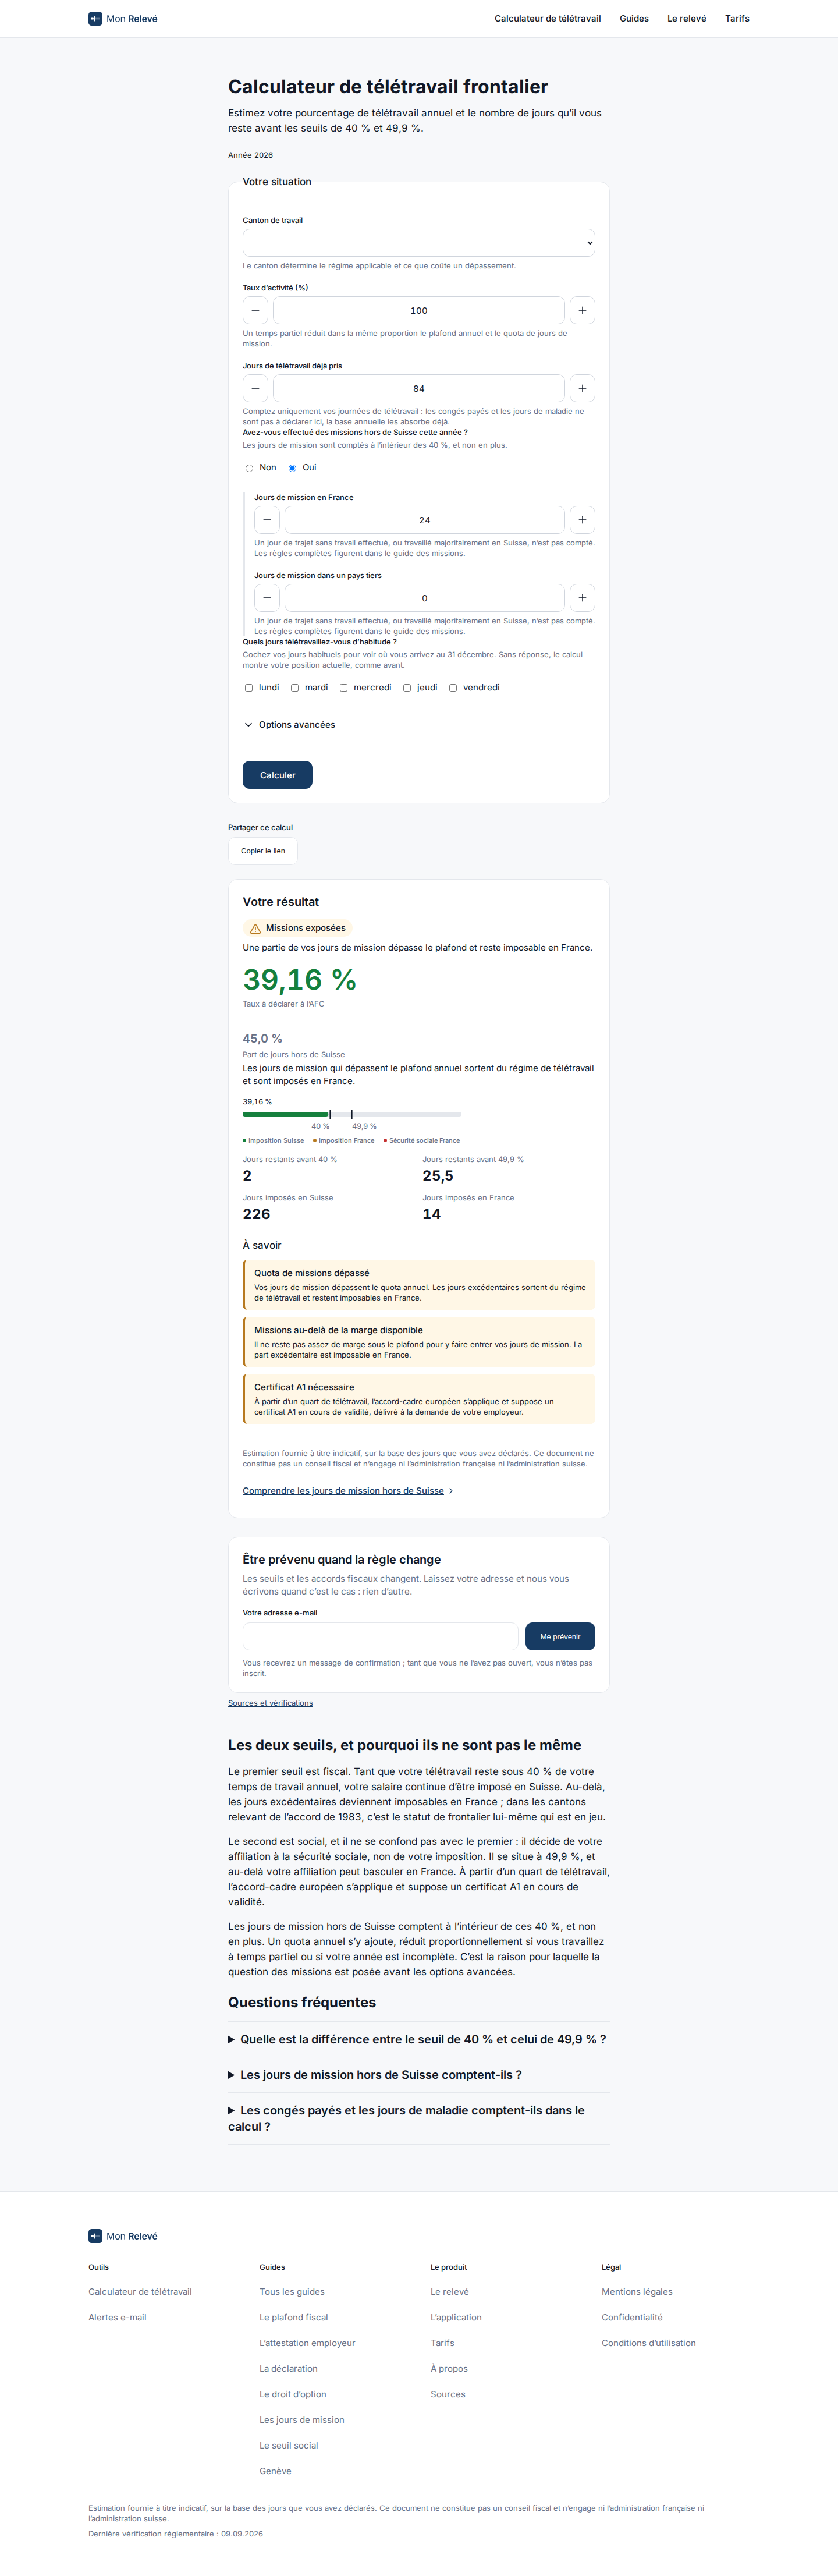 Mon Relevé
Calculateur de télétravail
Guides
Le relevé
Tarifs
Calculateur de télétravail frontalier
Estimez votre pourcentage de télétravail annuel et le nombre de jours qu’il vous
reste avant les seuils de 40 % et 49,9 %.
Année 2026
Votre situation
Canton de travail
Le canton détermine le régime applicable et ce que coûte un dépassement.
Taux d’activité (%)
100
Un temps partiel réduit dans la même proportion le plafond annuel et le quota de jours de
mission.
Jours de télétravail déjà pris
84
Comptez uniquement vos journées de télétravail : les congés payés et les jours de maladie ne
sont pas à déclarer ici, la base annuelle les absorbe déjà.
Avez-vous effectué des missions hors de Suisse cette année ?
Les jours de mission sont comptés à l’intérieur des 40 %, et non en plus.
Non
Oui
Jours de mission en France
24
Un jour de trajet sans travail effectué, ou travaillé majoritairement en Suisse, n’est pas compté.
Les règles complètes figurent dans le guide des missions.
Jours de mission dans un pays tiers
0
Un jour de trajet sans travail effectué, ou travaillé majoritairement en Suisse, n’est pas compté.
Les règles complètes figurent dans le guide des missions.
Quels jours télétravaillez-vous d’habitude ?
Cochez vos jours habituels pour voir où vous arrivez au 31 décembre. Sans réponse, le calcul
montre votre position actuelle, comme avant.
lundi
mardi
mercredi
jeudi
vendredi
Options avancées
Calculer
Partager ce calcul
Copier le lien
Votre résultat
Missions exposées
Une partie de vos jours de mission dépasse le plafond et reste imposable en France.
39,16 %
Taux à déclarer à l’AFC
45,0 %
Part de jours hors de Suisse
Les jours de mission qui dépassent le plafond annuel sortent du régime de télétravail
et sont imposés en France.
39,16 %
40 %
49,9 %
Imposition Suisse
Imposition France
Sécurité sociale France
Jours restants avant 40 %
Jours restants avant 49,9 %
2
25,5
Jours imposés en Suisse
Jours imposés en France
226
14
À savoir
Quota de missions dépassé
Vos jours de mission dépassent le quota annuel. Les jours excédentaires sortent du régime
de télétravail et restent imposables en France.
Missions au-delà de la marge disponible
Il ne reste pas assez de marge sous le plafond pour y faire entrer vos jours de mission. La
part excédentaire est imposable en France.
Certificat A1 nécessaire
À partir d’un quart de télétravail, l’accord-cadre européen s’applique et suppose un
certificat A1 en cours de validité, délivré à la demande de votre employeur.
Estimation fournie à titre indicatif, sur la base des jours que vous avez déclarés. Ce document ne
constitue pas un conseil fiscal et n’engage ni l’administration française ni l’administration suisse.
Comprendre les jours de mission hors de Suisse
Être prévenu quand la règle change
Les seuils et les accords fiscaux changent. Laissez votre adresse et nous vous
écrivons quand c’est le cas : rien d’autre.
Votre adresse e-mail
Me prévenir
Vous recevrez un message de confirmation ; tant que vous ne l’avez pas ouvert, vous n’êtes pas
inscrit.
Sources et vérifications
Les deux seuils, et pourquoi ils ne sont pas le même
Le premier seuil est fiscal. Tant que votre télétravail reste sous 40 % de votre
temps de travail annuel, votre salaire continue d’être imposé en Suisse. Au-delà,
les jours excédentaires deviennent imposables en France ; dans les cantons
relevant de l’accord de 1983, c’est le statut de frontalier lui-même qui est en jeu.
Le second est social, et il ne se confond pas avec le premier : il décide de votre
affiliation à la sécurité sociale, non de votre imposition. Il se situe à 49,9 %, et
au-delà votre affiliation peut basculer en France. À partir d’un quart de télétravail,
l’accord-cadre européen s’applique et suppose un certificat A1 en cours de
validité.
Les jours de mission hors de Suisse comptent à l’intérieur de ces 40 %, et non
en plus. Un quota annuel s’y ajoute, réduit proportionnellement si vous travaillez
à temps partiel ou si votre année est incomplète. C’est la raison pour laquelle la
question des missions est posée avant les options avancées.
Questions fréquentes
Quelle est la différence entre le seuil de 40 % et celui de 49,9 % ?
Les jours de mission hors de Suisse comptent-ils ?
Les congés payés et les jours de maladie comptent-ils dans le
calcul ?
Mon Relevé
Outils
Calculateur de télétravail
Alertes e-mail
Guides
Tous les guides
Le plafond fiscal
L’attestation employeur
La déclaration
Le droit d’option
Les jours de mission
Le seuil social
Genève
Le produit
Le relevé
L’application
Tarifs
À propos
Sources
Légal
Mentions légales
Confidentialité
Conditions d’utilisation
Estimation fournie à titre indicatif, sur la base des jours que vous avez déclarés. Ce document ne constitue pas un conseil fiscal et n’engage ni l’administration française ni
l’administration suisse.
Dernière vérification réglementaire : 09.09.2026